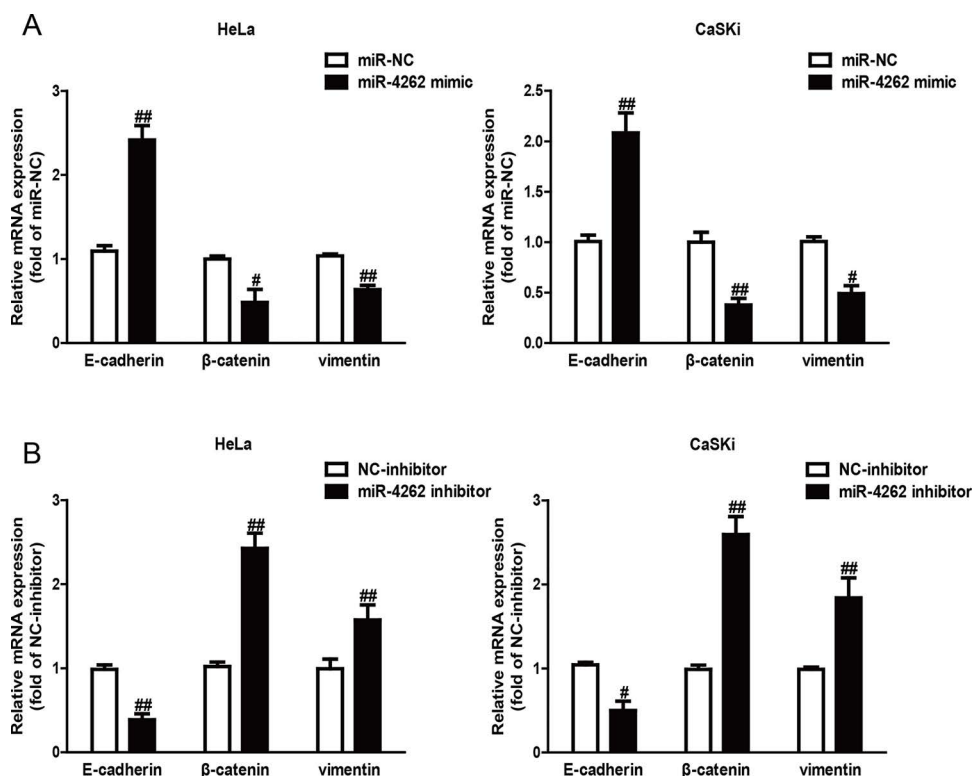 A
HeLa
miR-NC
miR-4262 mimic
Relative mRNA expression
(fold of miR-NC)
3
2
1
0
##
#
##
E-cadherin
β-catenin
vimentin
CaSKi
miR-NC
miR-4262 mimic
Relative mRNA expression
(fold of miR-NC)
2.5
2.0
1.5
1.0
0.5
0.0
##
##
#
E-cadherin
β-catenin
vimentin
B
HeLa
NC-inhibitor
miR-4262 inhibitor
Relative mRNA expression
(fold of NC-inhibitor)
3
2
1
0
##
##
##
E-cadherin
β-catenin
vimentin
CaSKi
NC-inhibitor
miR-4262 inhibitor
Relative mRNA expression
(fold of NC-inhibitor)
3
2
1
0
#
##
##
E-cadherin
β-catenin
vimentin